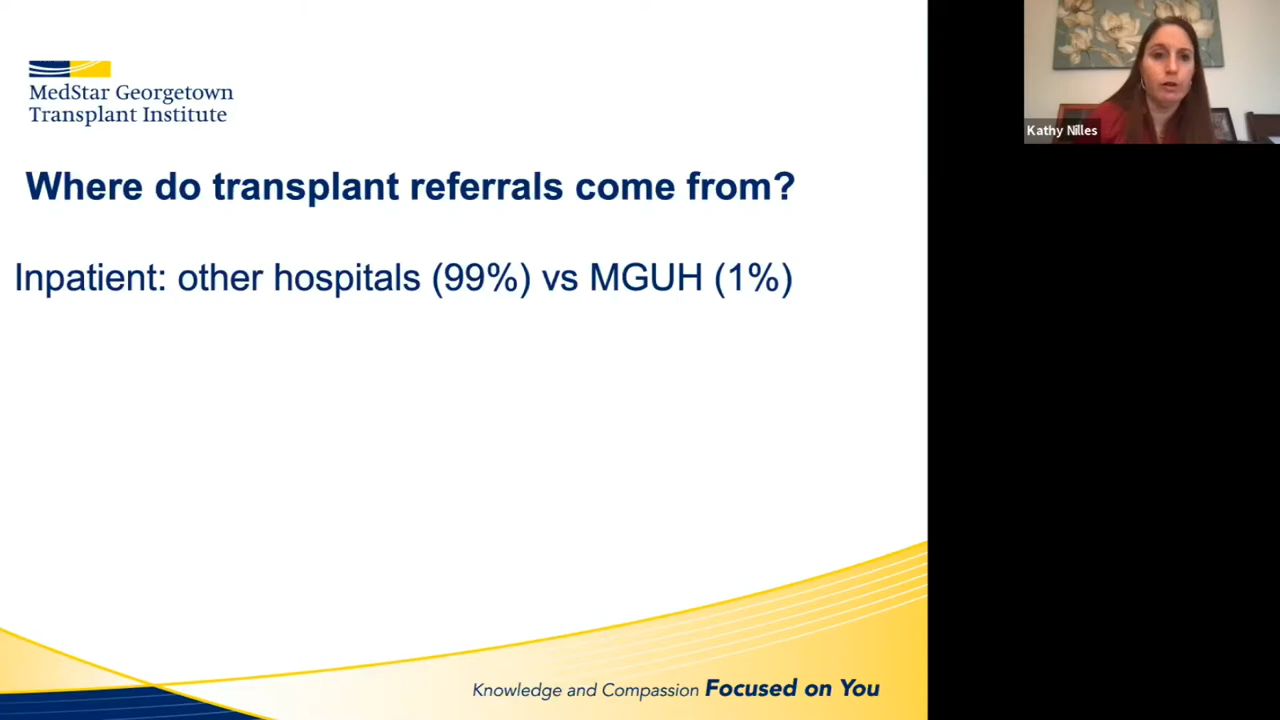 MedStar Georgetown
Transplant Institute
Kathy Nilles
Where do transplant referrals come from?
Inpatient: other hospitals (99%) vs MGUH (1%)
Knowledge and Compassion Focused on You